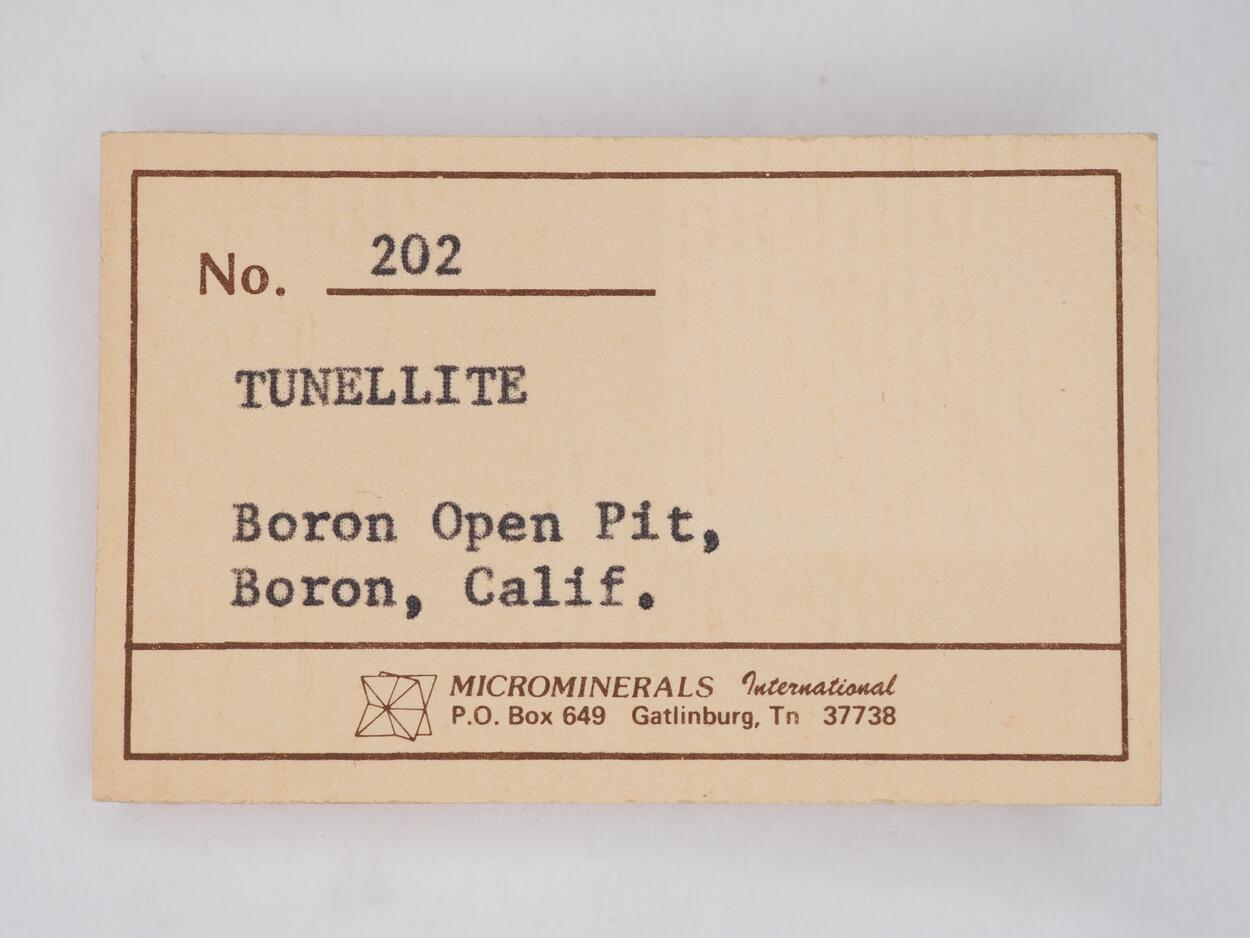 No. 202
TUNELLITE
Boron Open Pit,
Boron, Calif.
MICROMINERALS International
P.O. Box 649 Gatlinburg, Tn 37738